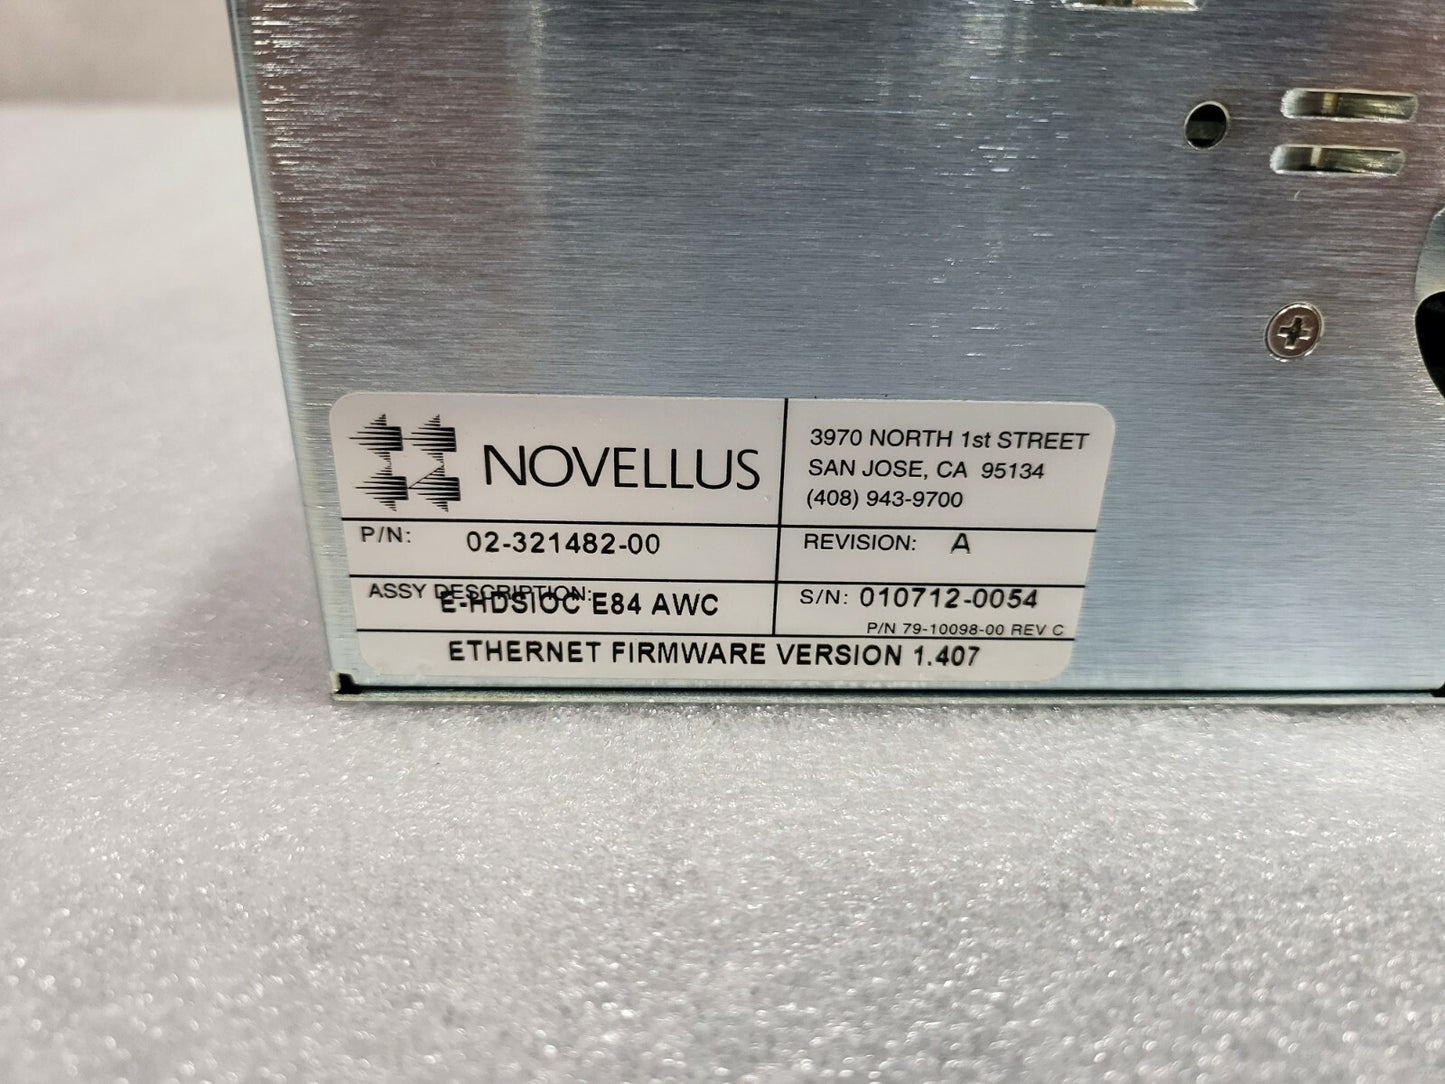 NOVELLUS
3970 NORTH 1st STREET
SAN JOSE, CA 95134
(408) 943-9700
P/N: 02-321482-00
REVISION: A
ASSY DESCRIPTION:
E-HDSIOC E84 AWC
S/N: 010712-0054
P/N 79-10098-00 REV C
ETHERNET FIRMWARE VERSION 1.407